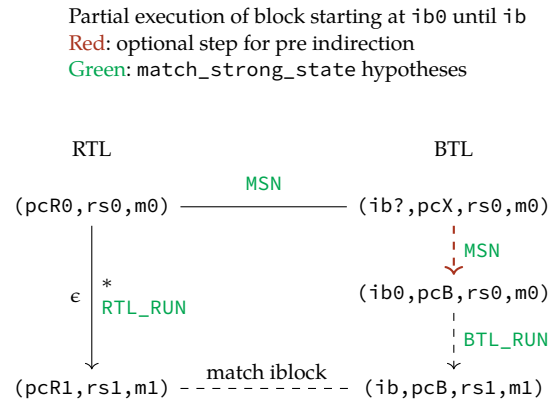 Partial execution of block starting at ib0 until ib
Red: optional step for pre indirection
Green: match_strong_state hypotheses
RTL
BTL
MSN
(pcR0,rs0,m0)
(ib?,pcX,rs0,m0)
MSN
(ib0,pcB,rs0,m0)
ϵ
*
RTL_RUN
BTL_RUN
match iblock
(pcR1,rs1,m1)
(ib,pcB,rs1,m1)